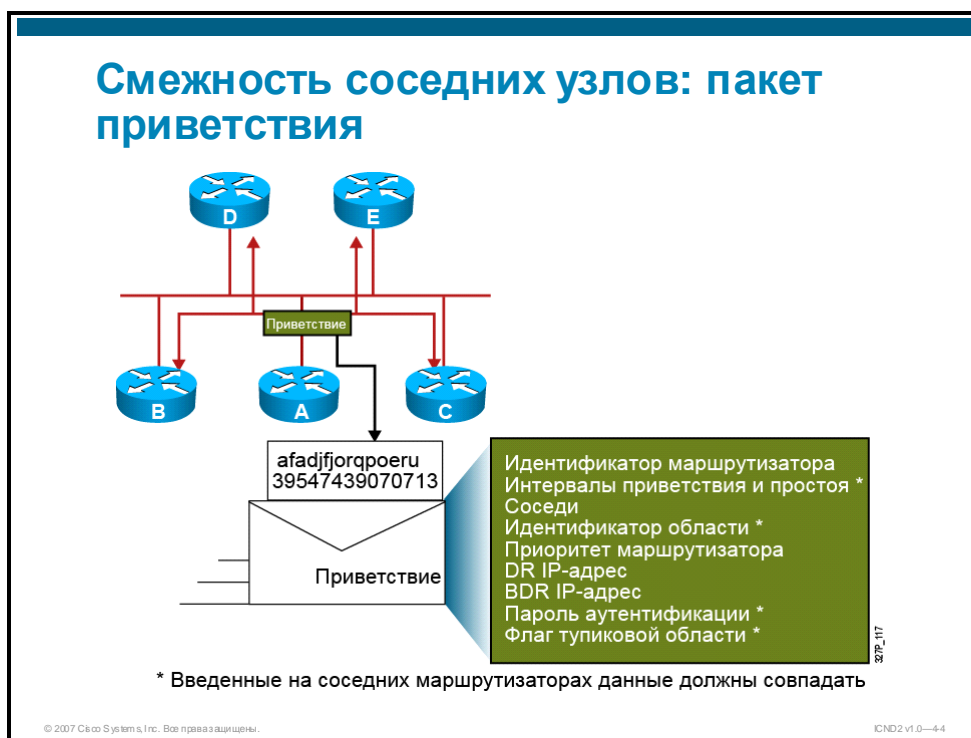 Смежность соседних узлов: пакет
приветствия
D
E
Приветствие
B
A
C
afadjfjorqpoeru
39547439070713
Приветствие
Идентификатор маршрутизатора
Интервалы приветствия и простоя *
Соседи
Идентификатор области *
Приоритет маршрутизатора
DR IP-адрес
BDR IP-адрес
Пароль аутентификации *
Флаг тупиковой области *
327P_117
* Введенные на соседних маршрутизаторах данные должны совпадать
© 2007 Cisco Systems, Inc. Все права защищены.
ICND2 v1.0—4-4